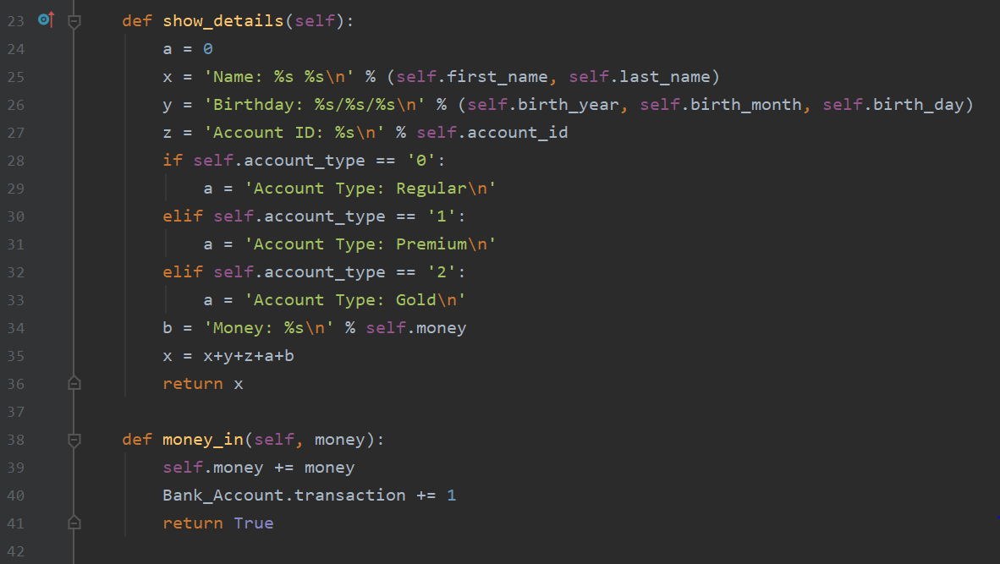 23 def show_details(self):
24 a = 0
25 x = 'Name: %s %s\n' % (self.first_name, self.last_name)
26 y = 'Birthday: %s/%s/%s\n' % (self.birth_year, self.birth_month, self.birth_day)
27 z = 'Account ID: %s\n' % self.account_id
28 if self.account_type == '0':
29 a = 'Account Type: Regular\n'
30 elif self.account_type == '1':
31 a = 'Account Type: Premium\n'
32 elif self.account_type == '2':
33 a = 'Account Type: Gold\n'
34 b = 'Money: %s\n' % self.money
35 x = x+y+z+a+b
36 return x
37
38 def money_in(self, money):
39 self.money += money
40 Bank_Account.transaction += 1
41 return True
42